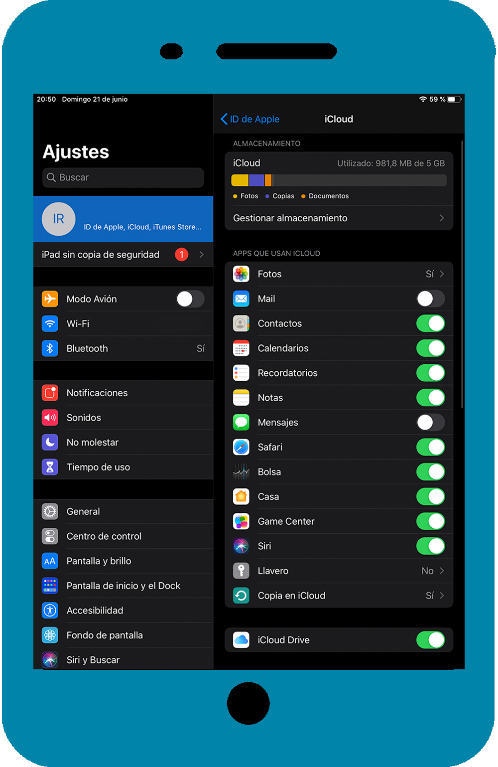 20:50 Domingo 21 de junio
59 %
Ajustes
Buscar
IR
ID de Apple, iCloud, iTunes Store...
iPad sin copia de seguridad 1
Modo Avión
Wi-Fi
Bluetooth Sí
Notificaciones
Sonidos
No molestar
Tiempo de uso
General
Centro de control
Pantalla y brillo
Pantalla de inicio y el Dock
Accesibilidad
Fondo de pantalla
Siri y Buscar
ID de Apple
iCloud
ALMACENAMIENTO
iCloud Utilizado: 981,8 MB de 5 GB
Fotos Copias Documentos
Gestionar almacenamiento
APPS QUE USAN ICLOUD
Fotos Sí
Mail
Contactos
Calendarios
Recordatorios
Notas
Mensajes
Safari
Bolsa
Casa
Game Center
Siri
Llavero No
Copia en iCloud Sí
iCloud Drive